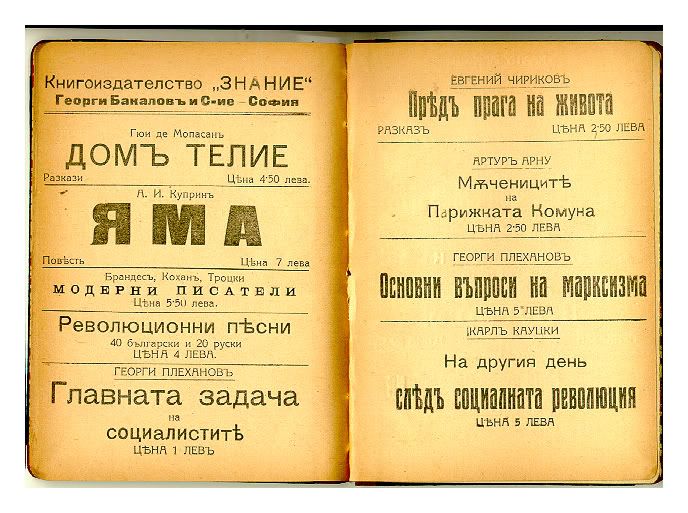 Книгоиздателство „ЗНАНИЕ“
Георги Бакаловъ и С-ие - София
Гюи де Мопасанъ
ДОМЪ ТЕЛИЕ
Разкази Цѣна 4·50 лева.
А. И. Купринъ
ЯМА
Повѣсть Цѣна 7 лева
Брандесъ, Коханъ, Троцки
МОДЕРНИ ПИСАТЕЛИ
Цѣна 5·50 лева.
Революционни пѣсни
40 български и 20 руски
ЦѢНА 4 ЛЕВА.
ГЕОРГИ ПЛЕХАНОВЪ
Главната задача
на
социалиститѣ
ЦѢНА 1 ЛЕВЪ
ЕВГЕНИЙ ЧИРИКОВЪ
Прѣдъ прага на живота
РАЗКАЗЪ ЦѢНА 2·50 ЛЕВА
АРТУРЪ АРНУ
Мѫченицитѣ
на
Парижката Комуна
ЦѢНА 2·50 ЛЕВА
ГЕОРГИ ПЛЕХАНОВЪ
Основни въпроси на марксизма
ЦѢНА 5 ЛЕВА
КАРЛЪ КАУЦКИ
На другия день
слѣдъ социалната революция
ЦѢНА 5 ЛЕВА